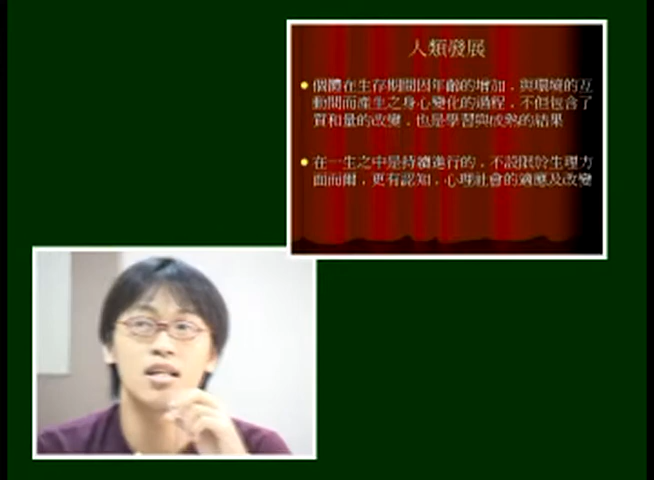 人類發展
個體在生存期間因年齡的增加，與環境的互
動間而產生之身心變化的過程，不但包含了
質和量的改變，也是學習與成熟的結果
在一生之中是持續進行的，不設限於生理方
面而爾，更有認知，心理社會的適應及改變